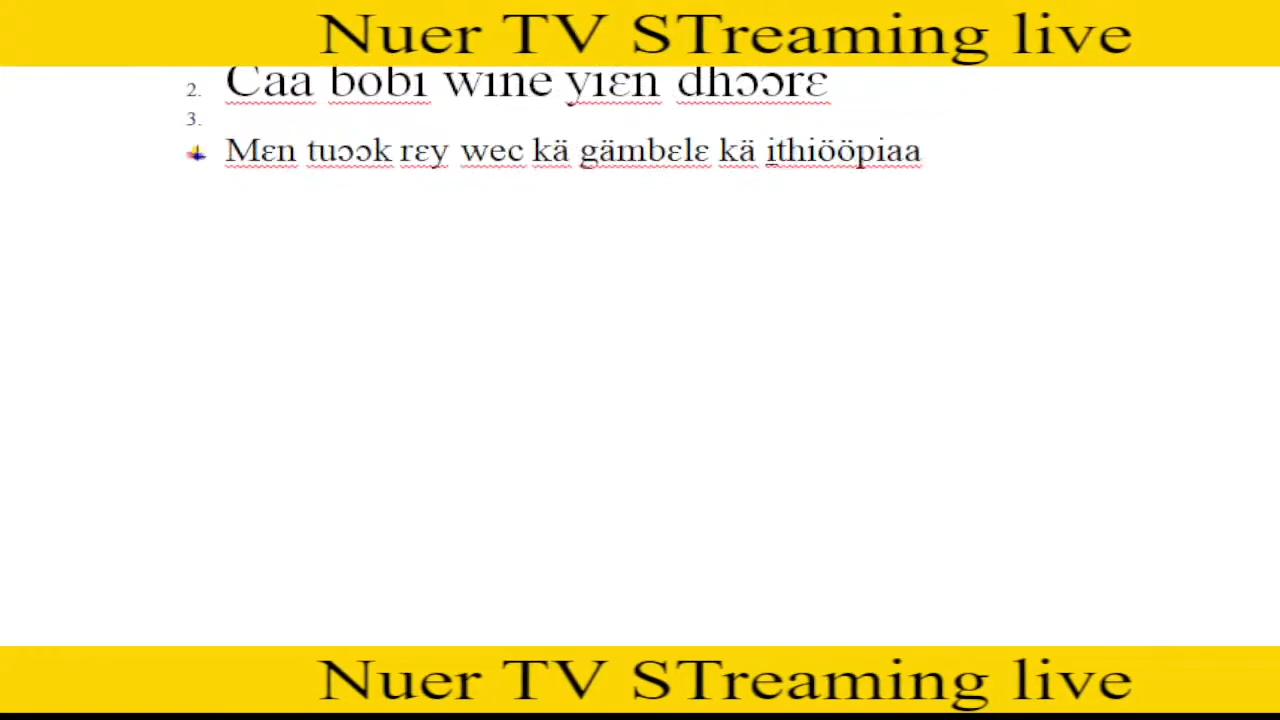 Nuer TV STreaming live
2. Caa bobi wine yiɛn dhɔɔrɛ
3.
Mɛn tuɔɔk rɛy wec kä gämbɛlɛ kä i̱thiööpiaa
Nuer TV STreaming live